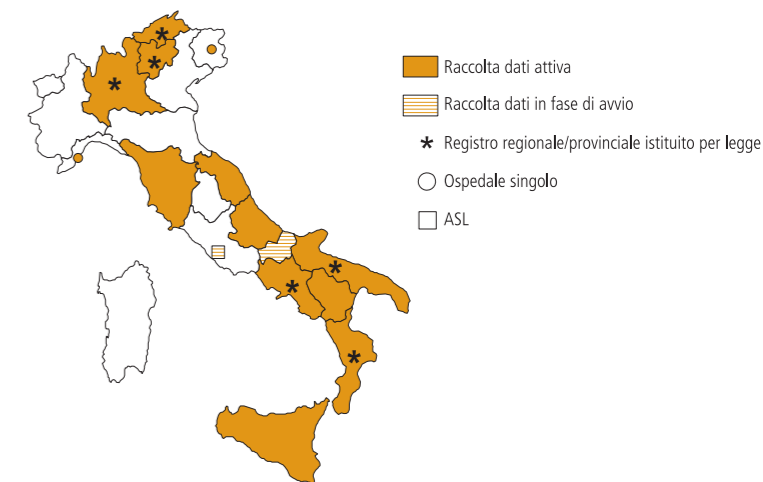 Raccolta dati attiva
Raccolta dati in fase di avvio
* Registro regionale/provinciale istituito per legge
Ospedale singolo
ASL